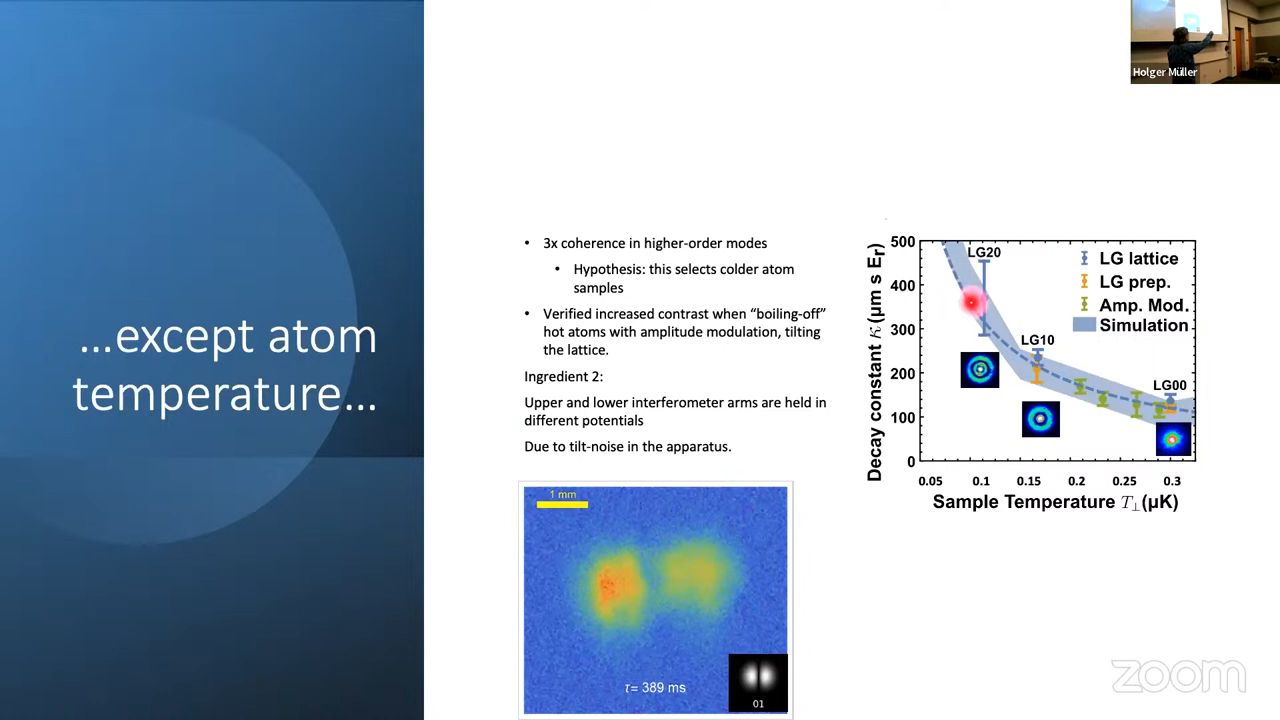 ...except atom
temperature...
• 3x coherence in higher-order modes
• Hypothesis: this selects colder atom
samples
• Verified increased contrast when “boiling-off”
hot atoms with amplitude modulation, tilting
the lattice.
Ingredient 2:
Upper and lower interferometer arms are held in
different potentials
Due to tilt-noise in the apparatus.
1 mm
τ= 389 ms
01
Decay constant κ (μm s Er)
500
400
300
200
100
0
LG20
LG10
LG00
LG lattice
LG prep.
Amp. Mod.
Simulation
0.05 0.1 0.15 0.2 0.25 0.3
Sample Temperature T⊥(μK)
Holger Müller
zoom